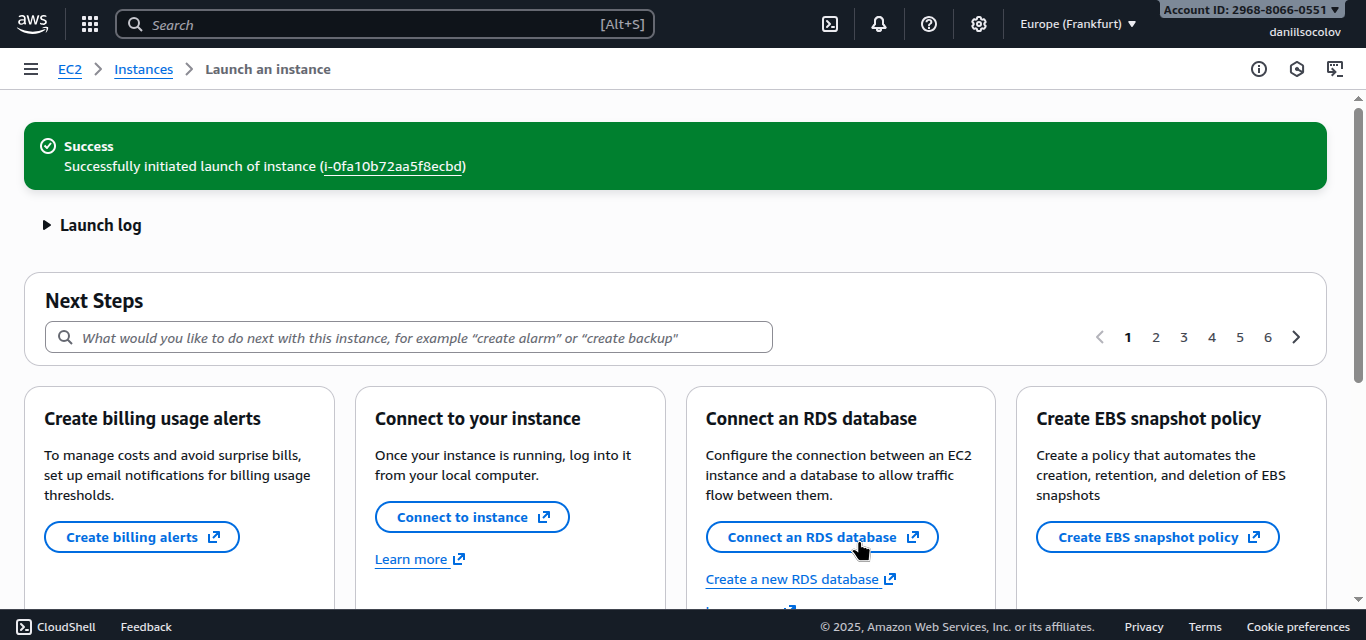 aws
Search [Alt+S]
Europe (Frankfurt)
Account ID: 2968-8066-0551
daniilsocolov
EC2 Instances Launch an instance
Success
Successfully initiated launch of instance (i-0fa10b72aa5f8ecbd)
Launch log
Next Steps
What would you like to do next with this instance, for example “create alarm” or “create backup”
1 2 3 4 5 6
Create billing usage alerts
To manage costs and avoid surprise bills,
set up email notifications for billing usage
thresholds.
Create billing alerts
Connect to your instance
Once your instance is running, log into it
from your local computer.
Connect to instance
Learn more
Connect an RDS database
Configure the connection between an EC2
instance and a database to allow traffic
flow between them.
Connect an RDS database
Create a new RDS database
Create EBS snapshot policy
Create a policy that automates the
creation, retention, and deletion of EBS
snapshots
Create EBS snapshot policy
CloudShell Feedback © 2025, Amazon Web Services, Inc. or its affiliates. Privacy Terms Cookie preferences